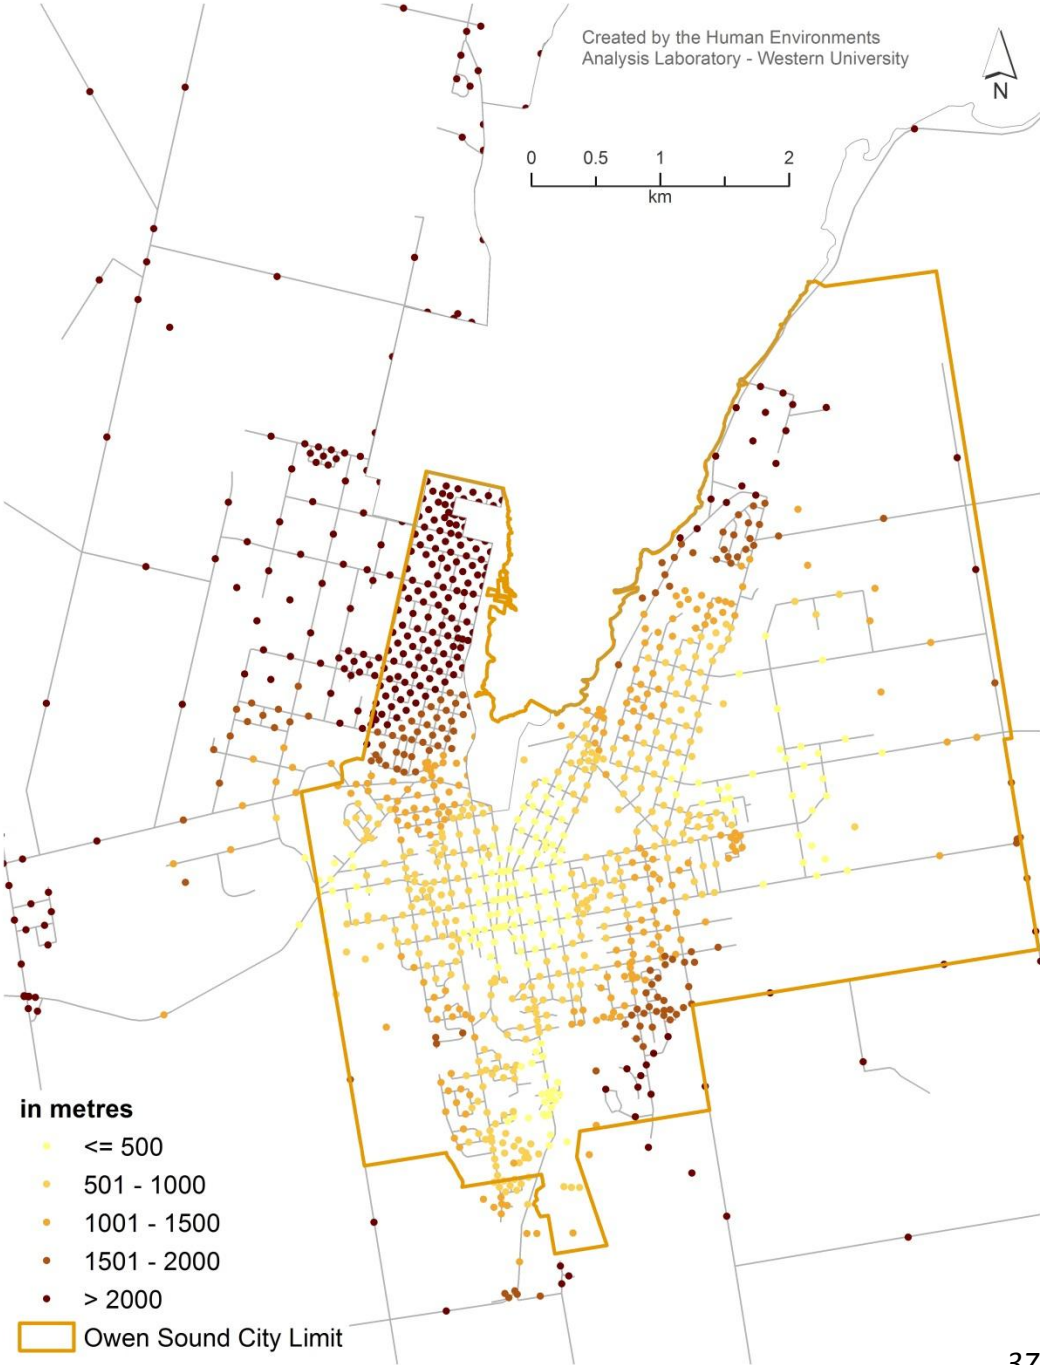 Created by the Human Environments
Analysis Laboratory - Western University
N
0 0.5 1 2
km
in metres
<= 500
501 - 1000
1001 - 1500
1501 - 2000
> 2000
Owen Sound City Limit
37